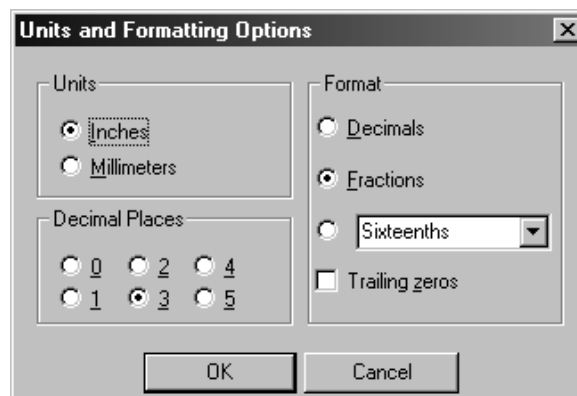 Units and Formatting Options
Units
Inches
Millimeters
Decimal Places
0 2 4
1 3 5
Format
Decimals
Fractions
Sixteenths
Trailing zeros
OK Cancel